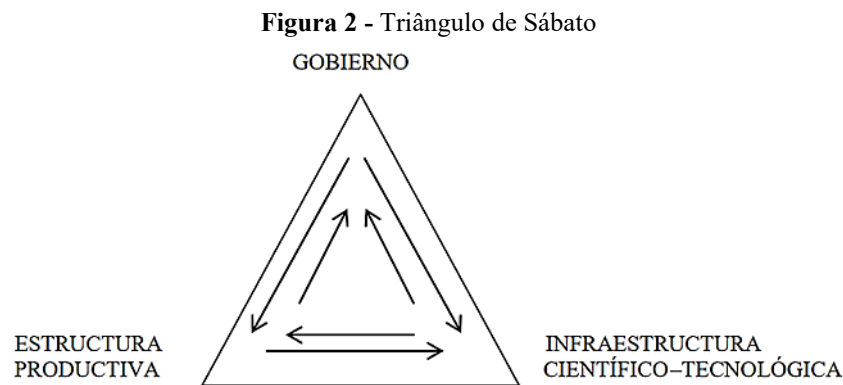 Figura 2 - Triângulo de Sábato
GOBIERNO
ESTRUCTURA
PRODUCTIVA
INFRAESTRUCTURA
CIENTÍFICO–TECNOLÓGICA